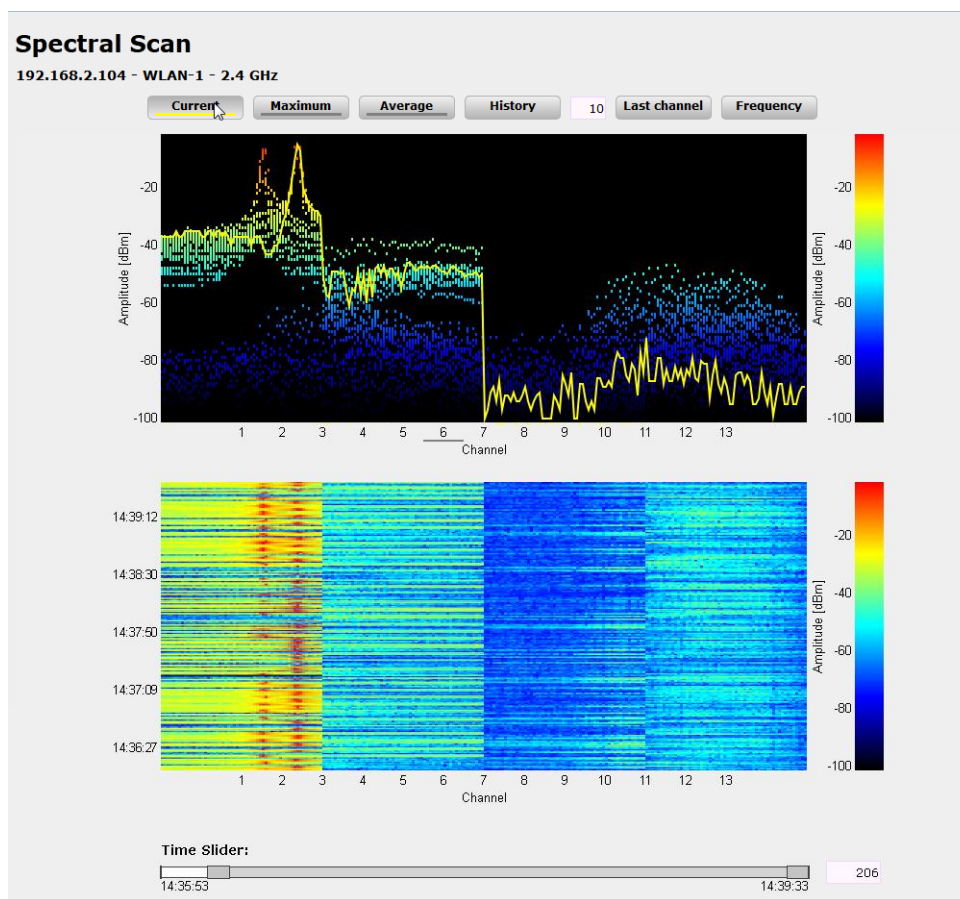 Spectral Scan
192.168.2.104 - WLAN-1 - 2.4 GHz
Current Maximum Average History 10 Last channel Frequency
-20 -20
-40 -40
-60 -60
-80 -80
-100 -100
Amplitude [dBm]
Amplitude [dBm]
1 2 3 4 5 6 7 8 9 10 11 12 13
Channel
14:39:12
14:38:30
14:37:50
14:37:09
14:36:27
-20
-40
-60
-80
-100
Amplitude [dBm]
1 2 3 4 5 6 7 8 9 10 11 12 13
Channel
Time Slider:
206
14:35:53 14:39:33